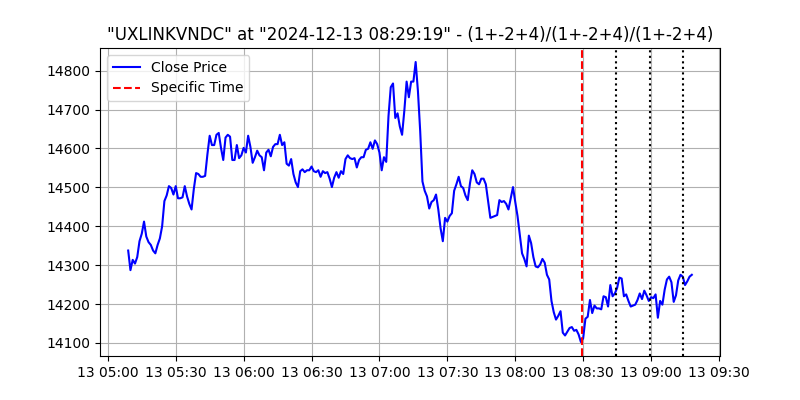 "UXLINKVNDC" at "2024-12-13 08:29:19" - (1+-2+4)/(1+-2+4)/(1+-2+4)
Close Price
Specific Time
14800
14700
14600
14500
14400
14300
14200
14100
13 05:00 13 05:30 13 06:00 13 06:30 13 07:00 13 07:30 13 08:00 13 08:30 13 09:00 13 09:30